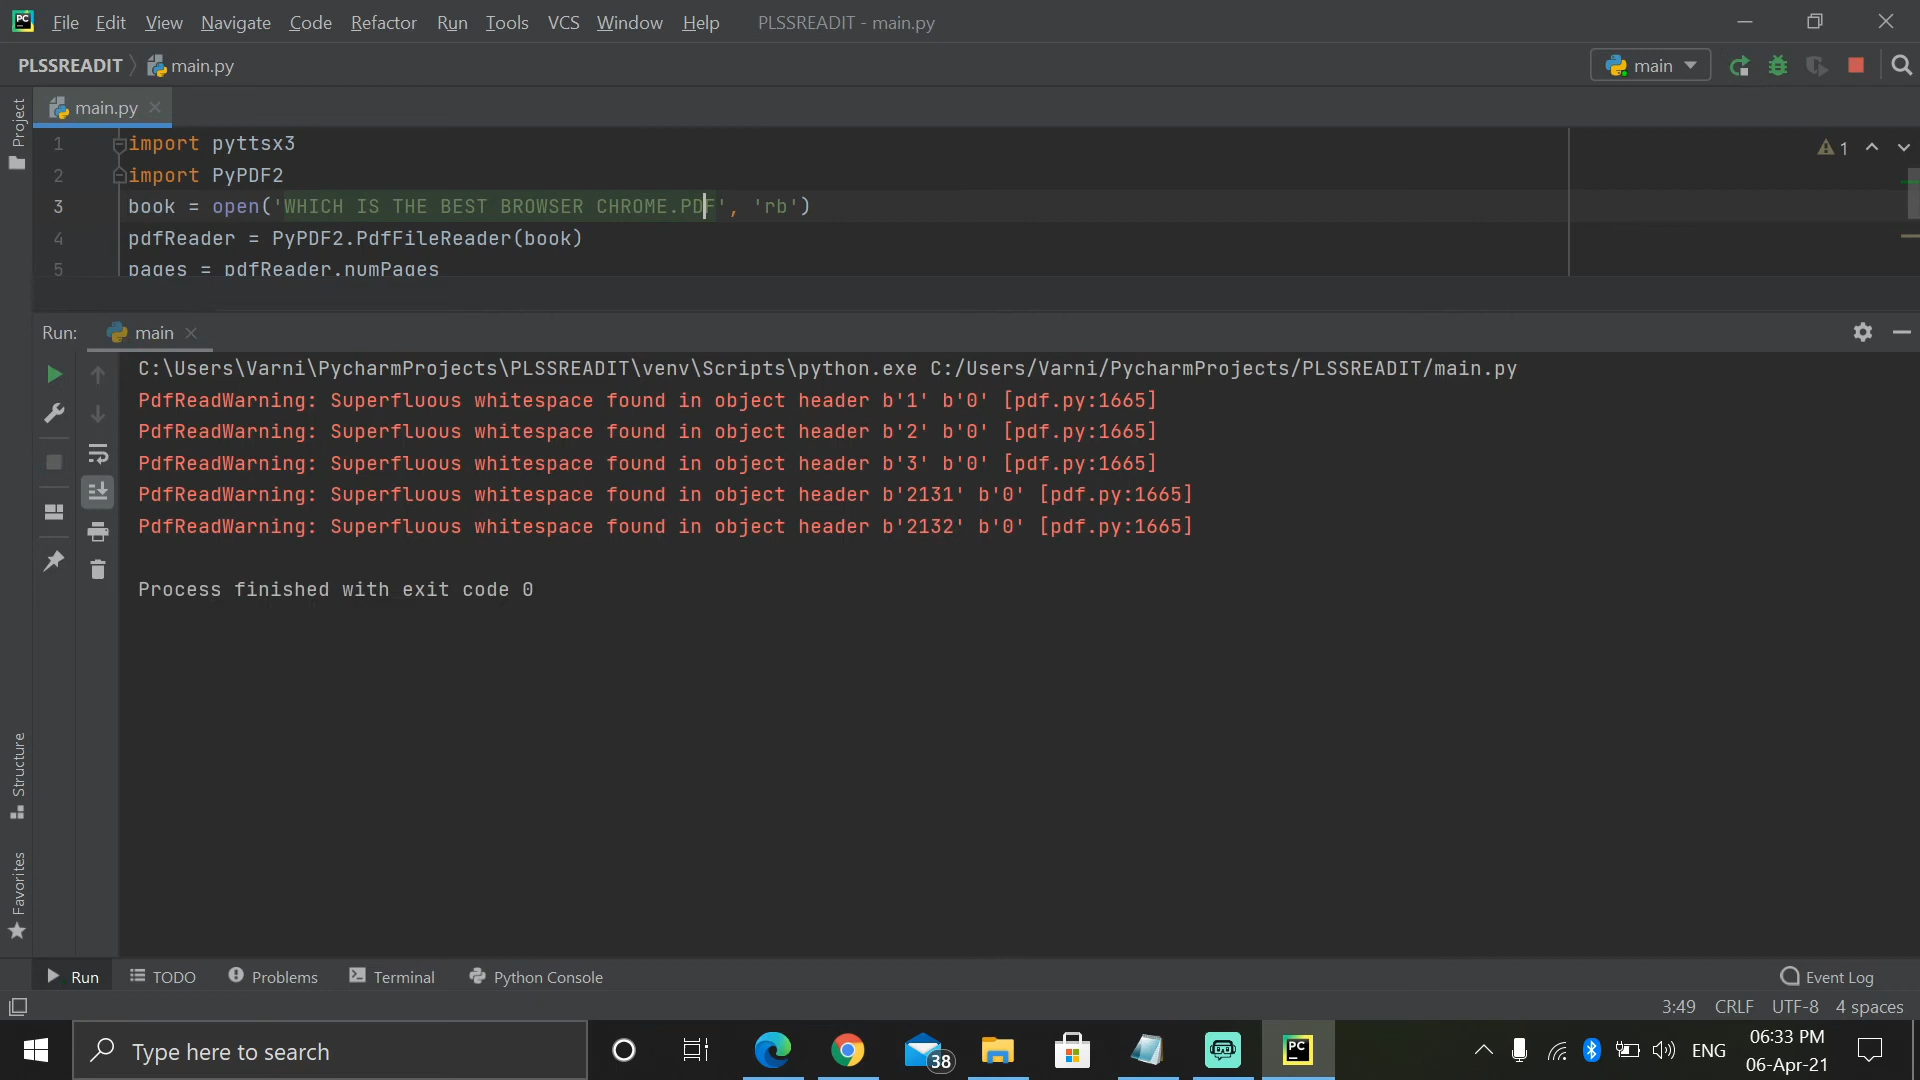 PC File Edit View Navigate Code Refactor Run Tools VCS Window Help PLSSREADIT - main.py
PLSSREADIT main.py main
main.py
Project
1 import pyttsx3
1
2 import PyPDF2
3 book = open('WHICH IS THE BEST BROWSER CHROME.PDF', 'rb')
4 pdfReader = PyPDF2.PdfFileReader(book)
5 pages = pdfReader.numPages
Run: main
C:\Users\Varni\PycharmProjects\PLSSREADIT\venv\Scripts\python.exe C:/Users/Varni/PycharmProjects/PLSSREADIT/main.py
PdfReadWarning: Superfluous whitespace found in object header b'1' b'0' [pdf.py:1665]
PdfReadWarning: Superfluous whitespace found in object header b'2' b'0' [pdf.py:1665]
PdfReadWarning: Superfluous whitespace found in object header b'3' b'0' [pdf.py:1665]
PdfReadWarning: Superfluous whitespace found in object header b'2131' b'0' [pdf.py:1665]
PdfReadWarning: Superfluous whitespace found in object header b'2132' b'0' [pdf.py:1665]
Process finished with exit code 0
Structure
Favorites
Run TODO Problems Terminal Python Console Event Log
3:49 CRLF UTF-8 4 spaces
Type here to search 38 PC ENG 06:33 PM
06-Apr-21